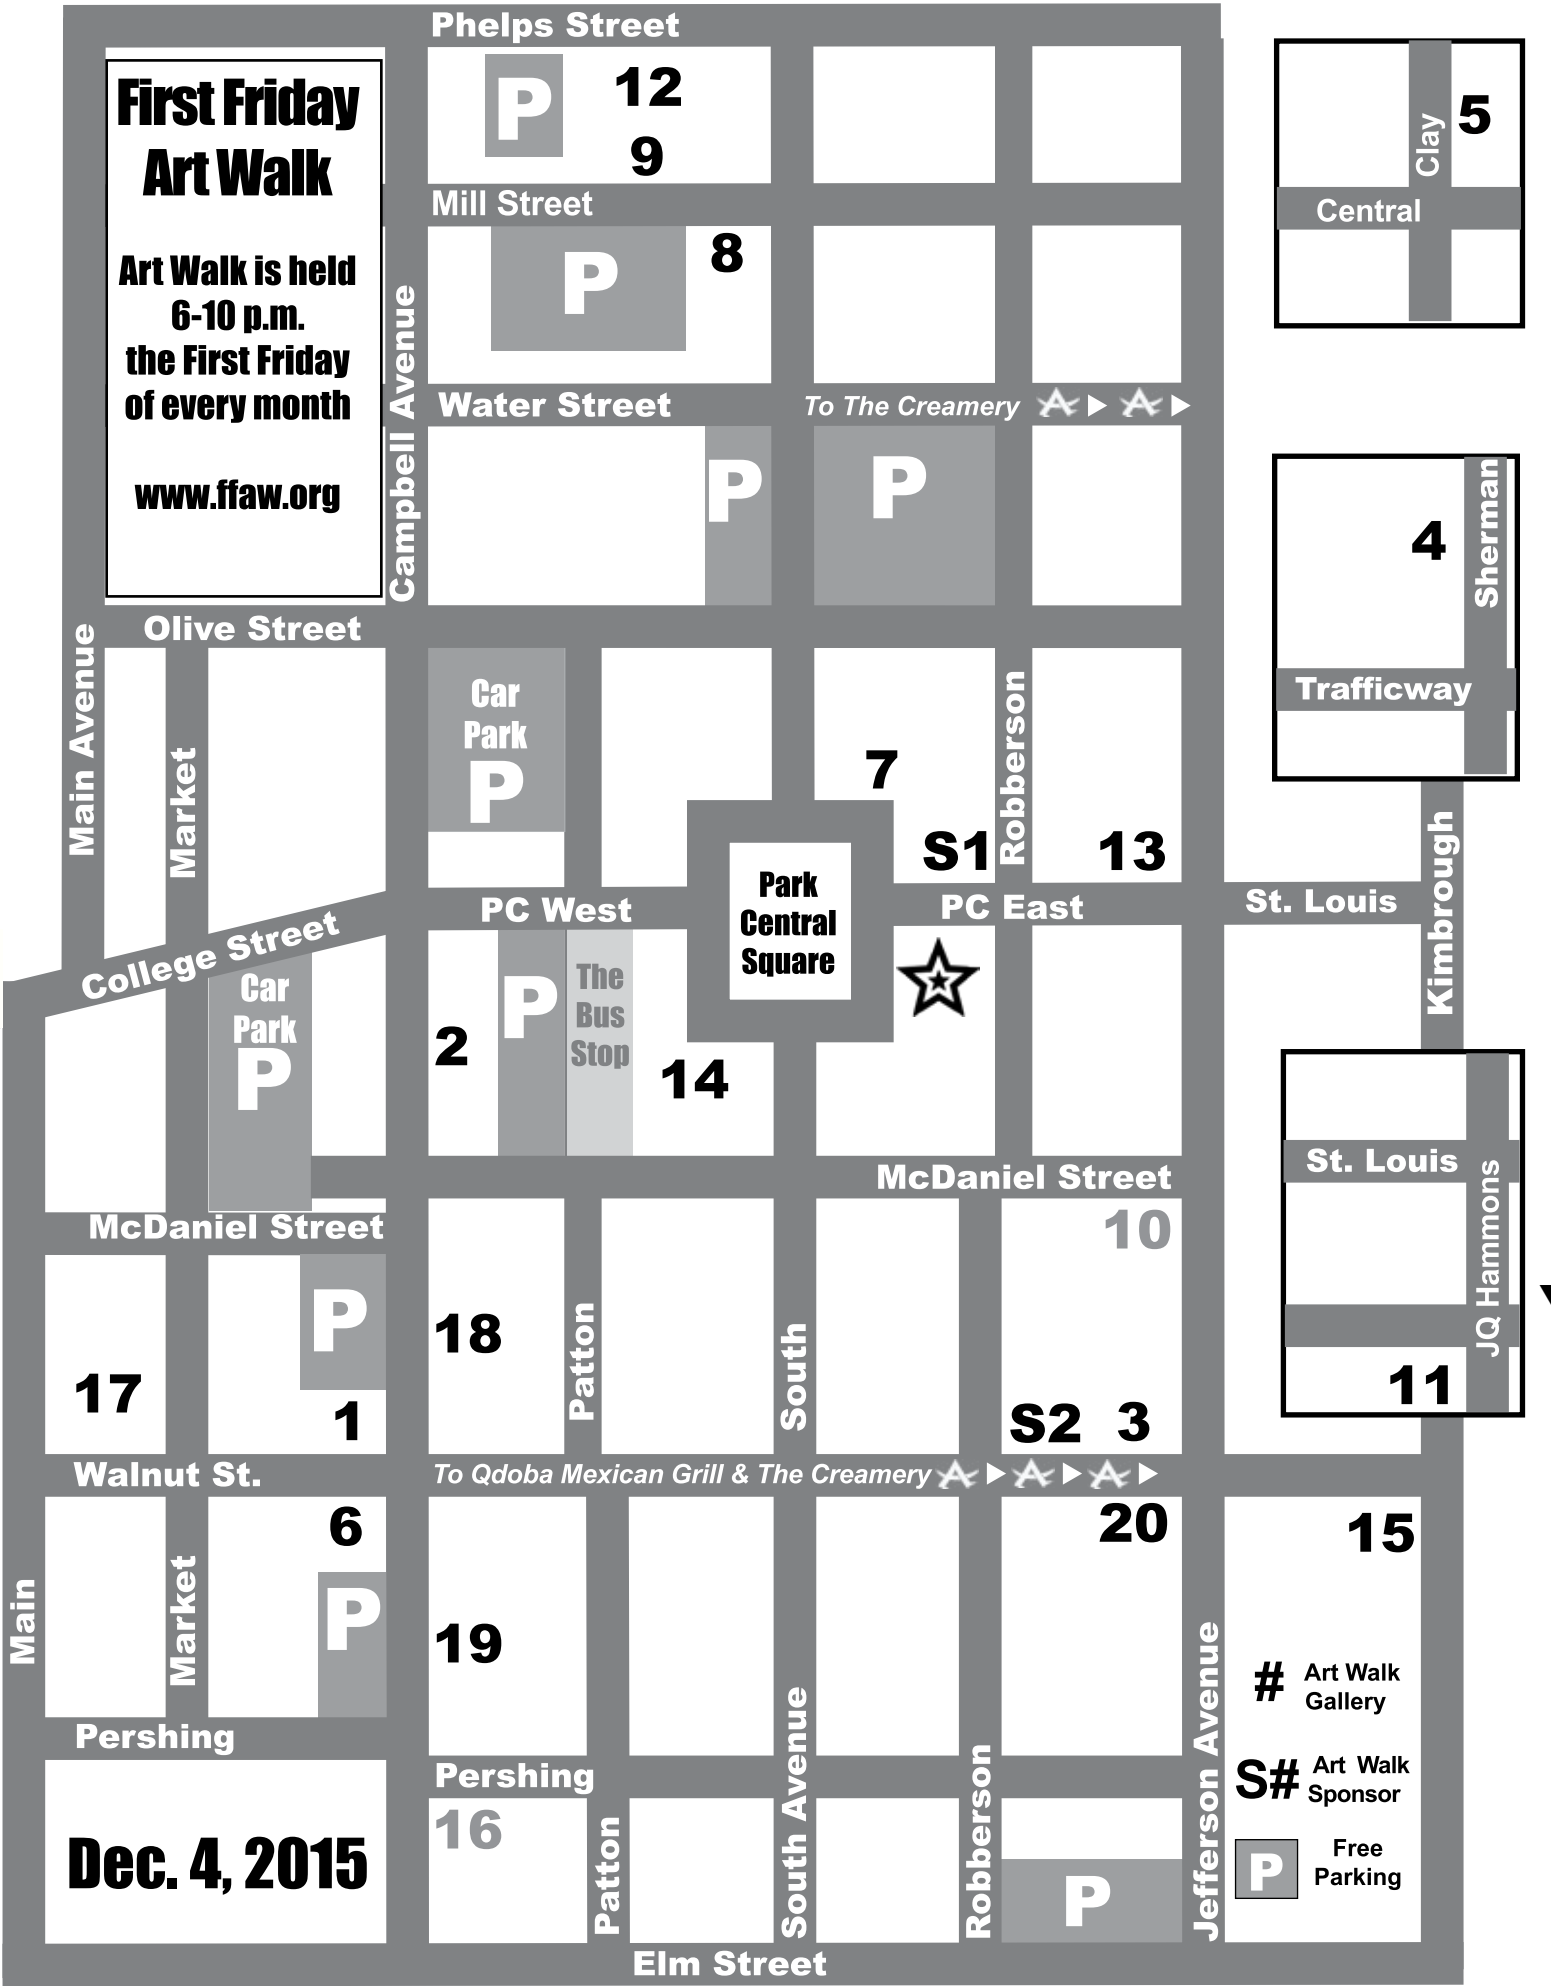 Phelps Street
First Friday
Art Walk
Art Walk is held
6-10 p.m.
the First Friday
of every month
www.ffaw.org
P
12
9
Mill Street
P
8
Campbell Avenue
Water Street
To The Creamery
P
P
Clay
5
Central
4
Sherman
Trafficway
Olive Street
Main Avenue
Market
Car
Park
P
7
S1
Robberson
13
Park
Central
Square
PC West
PC East
St. Louis
Kimbrough
College Street
Car
Park
P
2
P
The
Bus
Stop
14
McDaniel Street
McDaniel Street
10
St. Louis
JQ Hammons
11
P
17
1
18
Patton
South
S2
3
Walnut St.
To Qdoba Mexican Grill & The Creamery
6
20
15
Main
Market
P
19
Pershing
Pershing
16
Patton
South Avenue
Robberson
Jefferson Avenue
P
# Art Walk
Gallery
S# Art Walk
Sponsor
P Free
Parking
Dec. 4, 2015
Elm Street